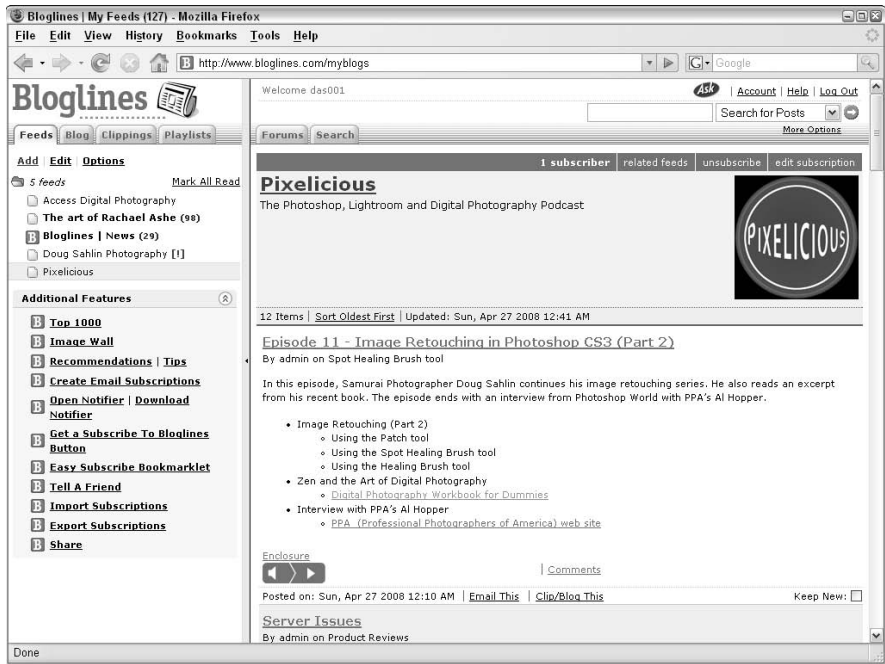 Bloglines | My Feeds (127) - Mozilla Firefox
File Edit View History Bookmarks Tools Help
B http://www.bloglines.com/myblogs G Google
Bloglines
Welcome das001
Ask | Account | Help | Log Out
Search for Posts
More Options
Feeds Blog Clippings Playlists
Forums Search
Add | Edit | Options
5 feeds Mark All Read
Access Digital Photography
The art of Rachael Ashe (98)
B Bloglines | News (29)
Doug Sahlin Photography [!]
Pixelicious
Additional Features
B Top 1000
B Image Wall
B Recommendations | Tips
B Create Email Subscriptions
B Open Notifier | Download
Notifier
B Get a Subscribe To Bloglines
Button
B Easy Subscribe Bookmarklet
B Tell A Friend
B Import Subscriptions
B Export Subscriptions
B Share
1 subscriber | related feeds | unsubscribe | edit subscription
Pixelicious
The Photoshop, Lightroom and Digital Photography Podcast
PIXELICIOUS
12 Items | Sort Oldest First | Updated: Sun, Apr 27 2008 12:41 AM
Episode 11 - Image Retouching in Photoshop CS3 (Part 2)
By admin on Spot Healing Brush tool
In this episode, Samurai Photographer Doug Sahlin continues his image retouching series. He also reads an excerpt
from his recent book. The episode ends with an interview from Photoshop World with PPA's Al Hopper.
• Image Retouching (Part 2)
◦ Using the Patch tool
◦ Using the Spot Healing Brush tool
◦ Using the Healing Brush tool
• Zen and the Art of Digital Photography
◦ Digital Photography Workbook for Dummies
• Interview with PPA's Al Hopper
◦ PPA (Professional Photographers of America) web site
Enclosure
| Comments
Posted on: Sun, Apr 27 2008 12:10 AM | Email This | Clip/Blog This Keep New:
Server Issues
By admin on Product Reviews
Done